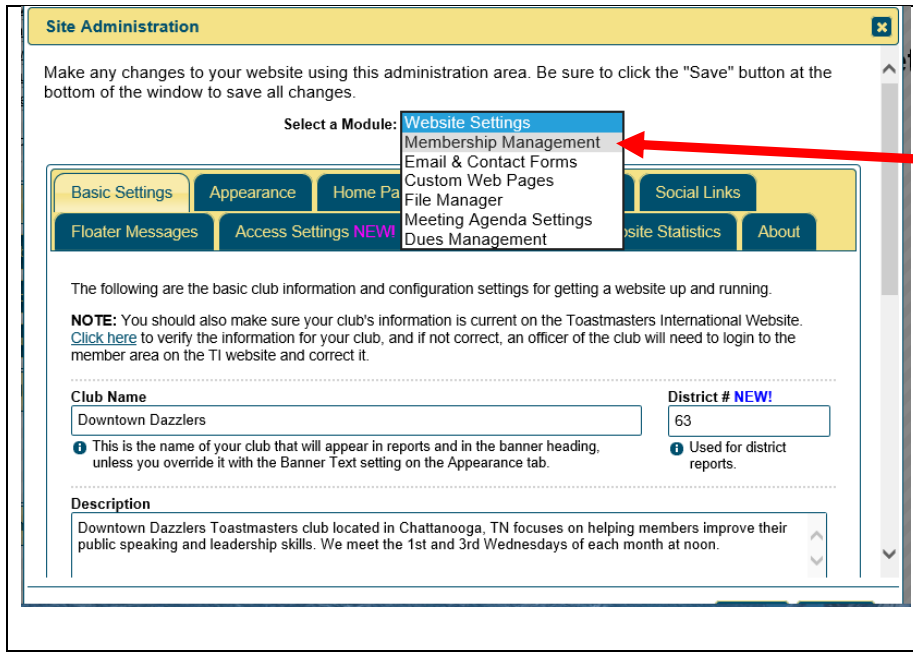 Site Administration
Make any changes to your website using this administration area. Be sure to click the "Save" button at the
bottom of the window to save all changes.
Select a Module: Website Settings
Membership Management
Email & Contact Forms
Custom Web Pages
File Manager
Meeting Agenda Settings
Dues Management
Basic Settings Appearance Home Social Links
Floater Messages Access Settings NEW! Statistics About
The following are the basic club information and configuration settings for getting a website up and running.
NOTE: You should also make sure your club's information is current on the Toastmasters International Website.
Click here to verify the information for your club, and if not correct, an officer of the club will need to login to the
member area on the TI website and correct it.
Club Name District # NEW!
Downtown Dazzlers 63
This is the name of your club that will appear in reports and in the banner heading, Used for district
unless you override it with the Banner Text setting on the Appearance tab. reports.
Description
Downtown Dazzlers Toastmasters club located in Chattanooga, TN focuses on helping members improve their
public speaking and leadership skills. We meet the 1st and 3rd Wednesdays of each month at noon.